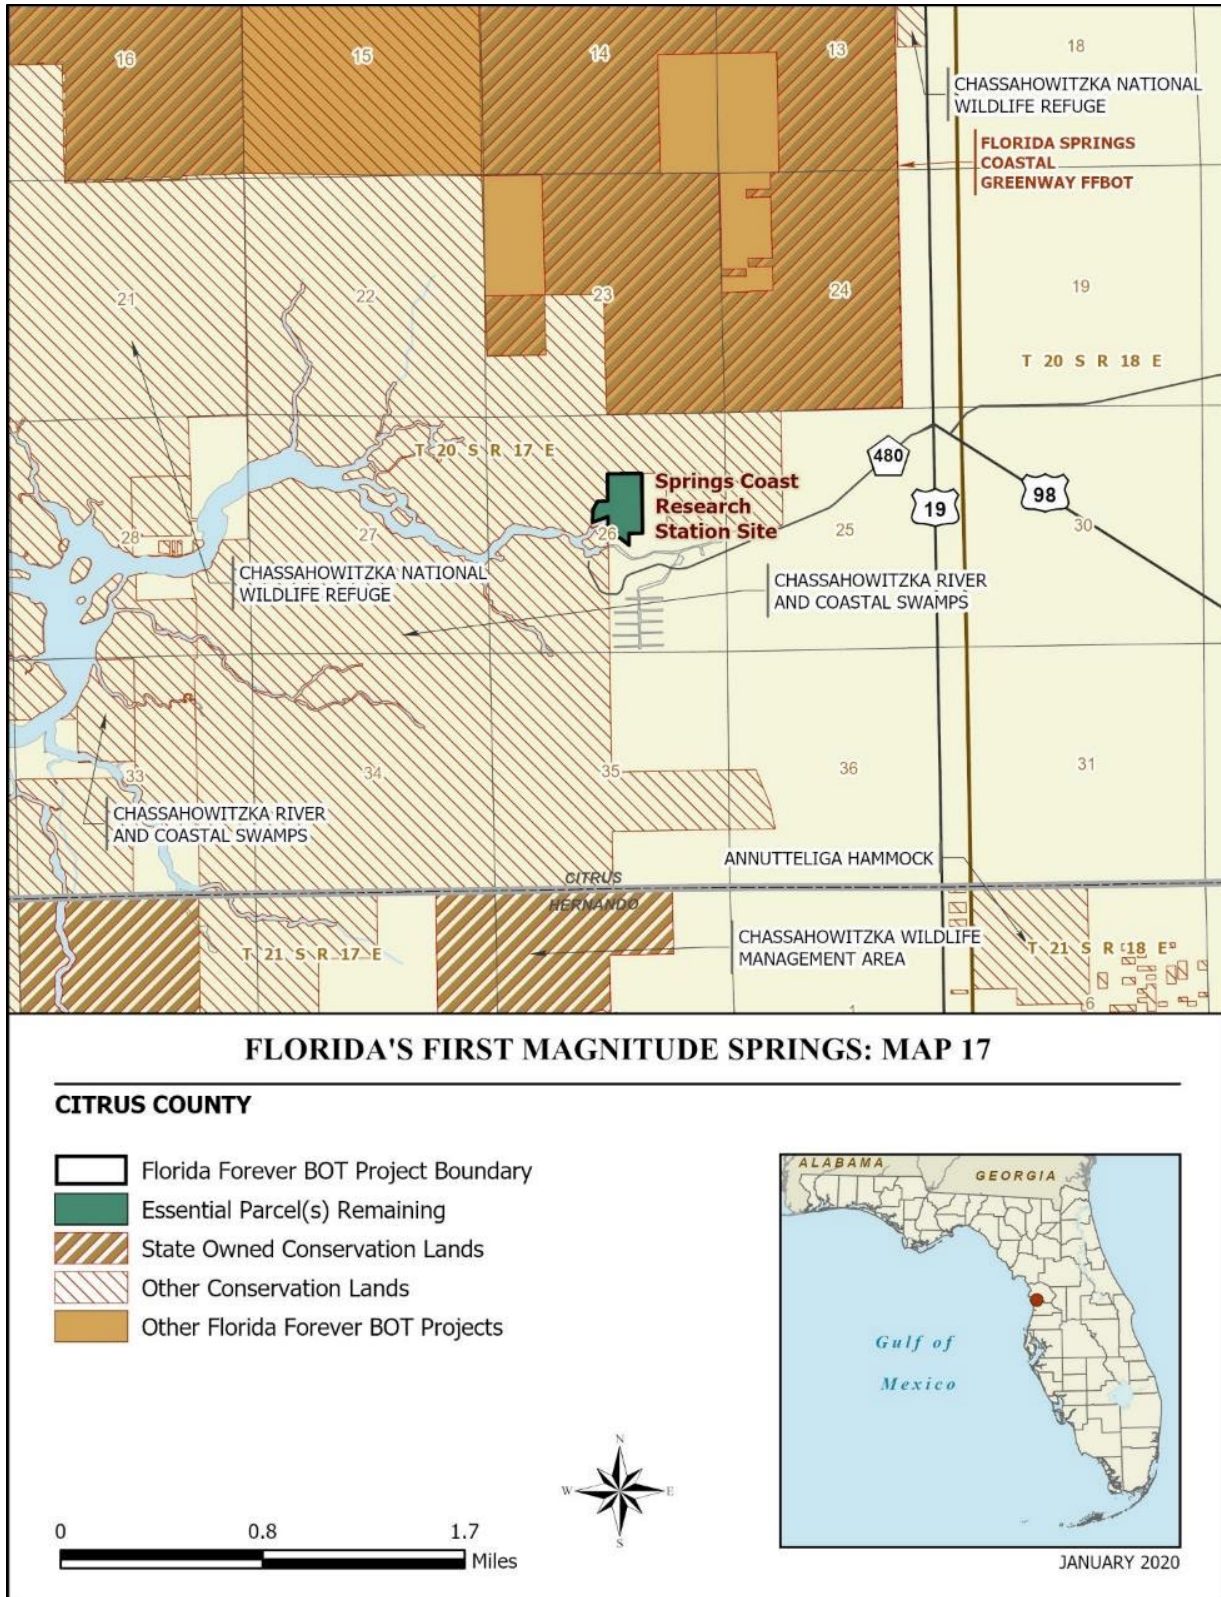 16
15
14
13
18
CHASSAHOWITZKA NATIONAL
WILDLIFE REFUGE
FLORIDA SPRINGS
COASTAL
GREENWAY FFBOT
21
22
23
24
19
T 20 S R 18 E
T 20 S R 17 E
480
19
98
Springs Coast
Research
Station Site
28
27
26
25
30
CHASSAHOWITZKA NATIONAL
WILDLIFE REFUGE
CHASSAHOWITZKA RIVER
AND COASTAL SWAMPS
33
34
35
36
31
CHASSAHOWITZKA RIVER
AND COASTAL SWAMPS
ANNUTTELIGA HAMMOCK
CITRUS
HERNANDO
T 21 S R 17 E
CHASSAHOWITZKA WILDLIFE
MANAGEMENT AREA
T 21 S R 18 E
1
6
FLORIDA'S FIRST MAGNITUDE SPRINGS: MAP 17
CITRUS COUNTY
Florida Forever BOT Project Boundary
Essential Parcel(s) Remaining
State Owned Conservation Lands
Other Conservation Lands
Other Florida Forever BOT Projects
ALABAMA
GEORGIA
Gulf of
Mexico
N
W
E
S
0
0.8
1.7
Miles
JANUARY 2020